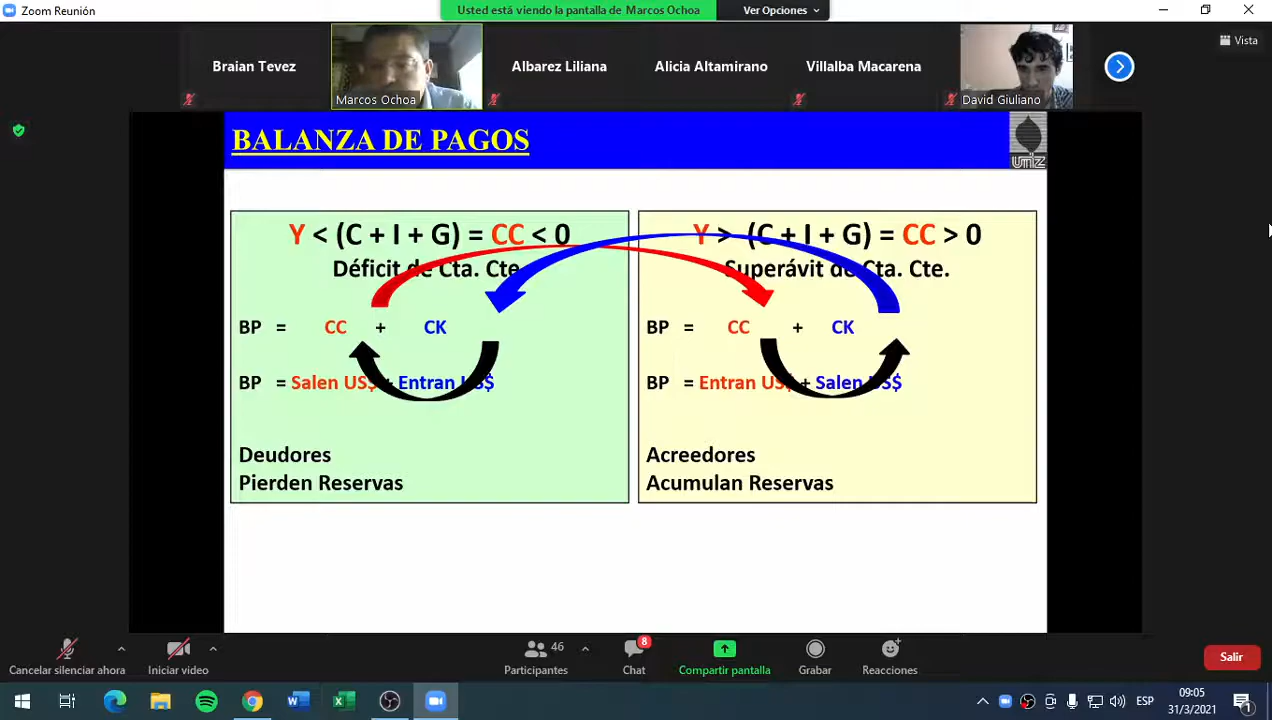 Zoom Reunión
Usted está viendo la pantalla de Marcos Ochoa
Ver Opciones
Vista
Braian Tevez
Marcos Ochoa
Albarez Liliana
Alicia Altamirano
Villalba Macarena
David Giuliano
BALANZA DE PAGOS
Y < (C + I + G) = CC < 0
Déficit de Cta. Cte.
BP = CC + CK
BP = Salen US$ + Entran US$
Deudores
Pierden Reservas
Y > (C + I + G) = CC > 0
Superávit de Cta. Cte.
BP = CC + CK
BP = Entran US$ + Salen US$
Acreedores
Acumulan Reservas
Cancelar silenciar ahora
Iniciar video
46
Participantes
8
Chat
Compartir pantalla
Grabar
Reacciones
Salir
ESP
09:05
31/3/2021
1